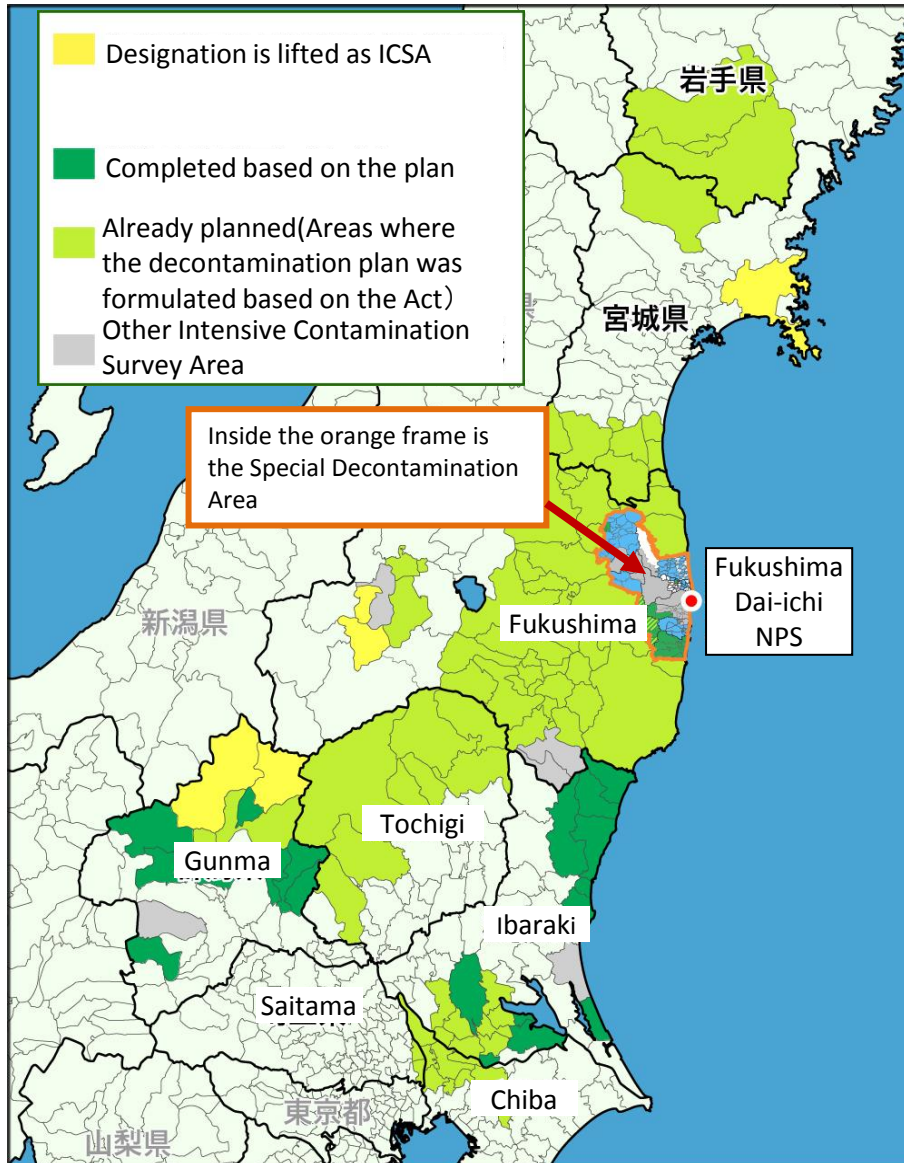 Designation is lifted as ICSA
Completed based on the plan
Already planned(Areas where
the decontamination plan was
formulated based on the Act）
Other Intensive Contamination
Survey Area
岩手県
県
宮城県
Inside the orange frame is
the Special Decontamination
Area
Fukushima
Dai-ichi
NPS
Fukushima
新潟県
Tochigi
Gunma
Ibaraki
Saitama
Chiba
東京都
山梨県